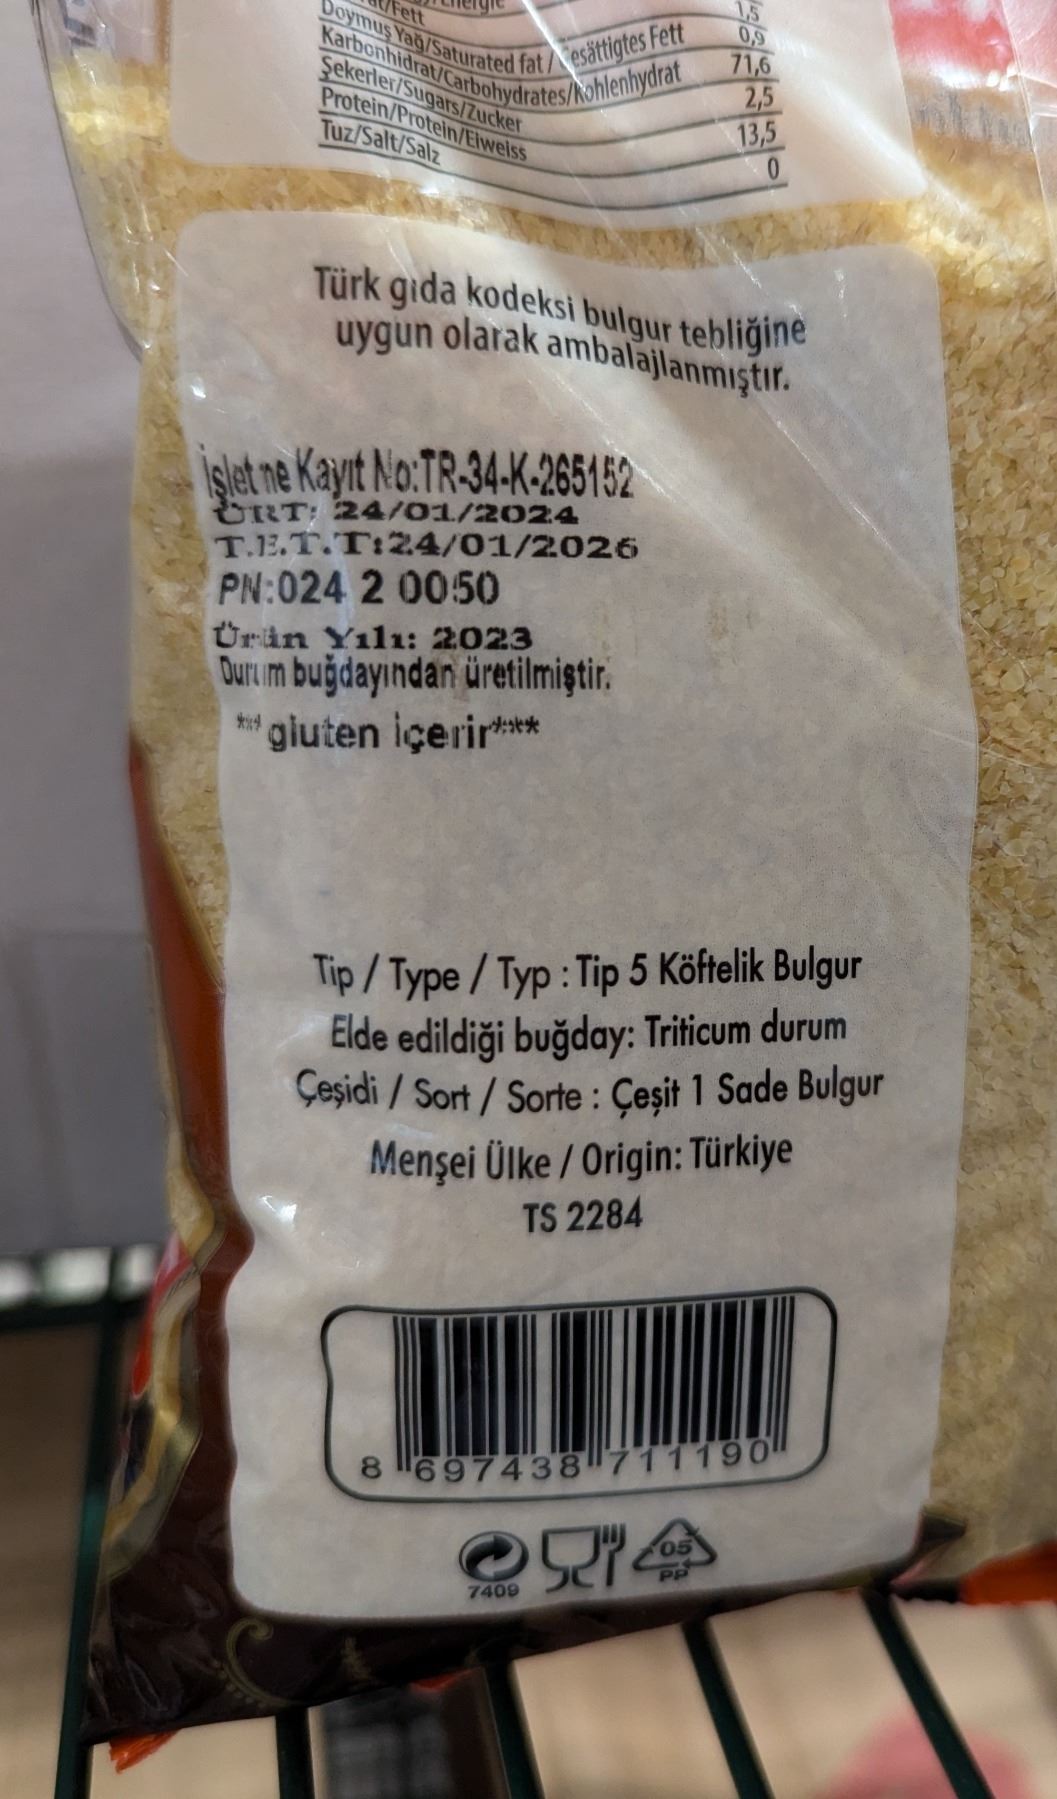 Doymuş Yağ/Saturated fat/Gesättigtes Fett 0,9
Karbonhidrat/Carbohydrates/Kohlenhydrat 71,6
Şekerler/Sugars/Zucker 2,5
Protein/Protein/Eiweiss 13,5
Tuz/Salt/Salz 0
Türk gıda kodeksi bulgur tebliğine
uygun olarak ambalajlanmıştır.
İşletme Kayıt No:TR-34-K-265152
ÜRT: 24/01/2024
T.E.T.T:24/01/2026
PN:024 2 0050
Ürün Yılı: 2023
Durum buğdayından üretilmiştir.
***gluten içerir****
Tip / Type / Typ : Tip 5 Köftelik Bulgur
Elde edildiği buğday: Triticum durum
Çeşidi / Sort / Sorte : Çeşit 1 Sade Bulgur
Menşei Ülke / Origin: Türkiye
TS 2284
8 697438 711190
7409
05
PP